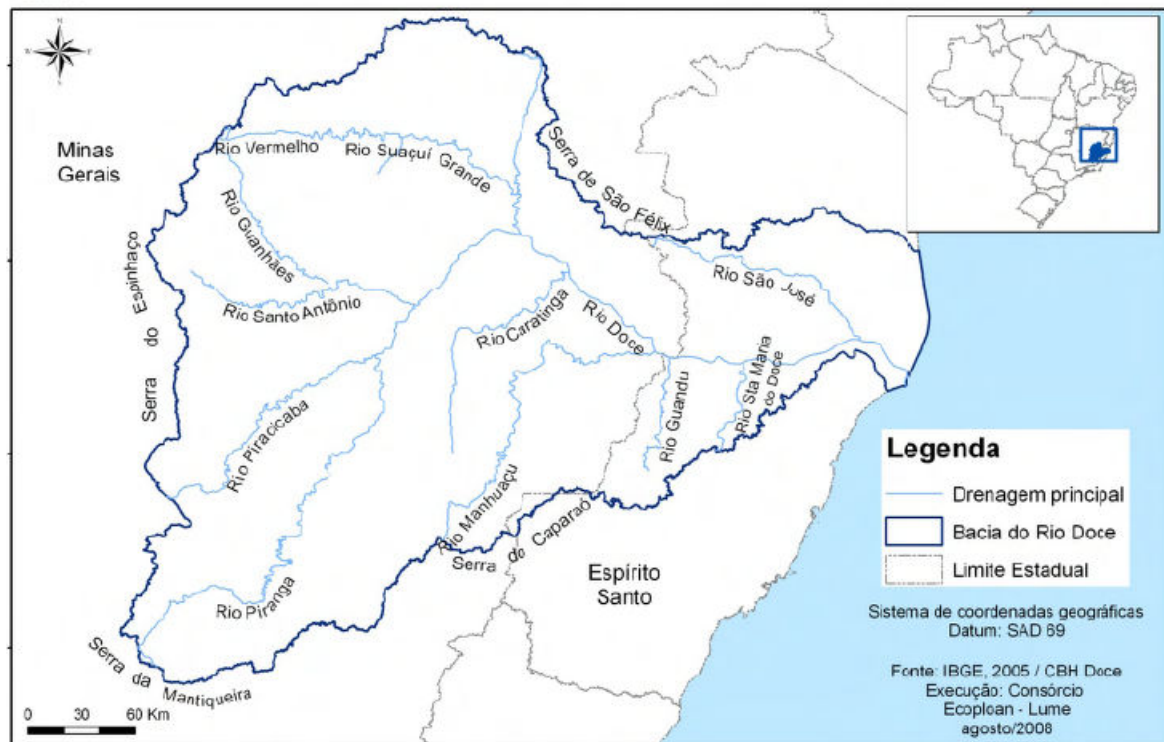 N
W
E
S
Minas
Gerais
Rio Vermelho
Rio Suaçuí Grande
Serra de São Félix
Rio Guanhães
Serra do Espinhaço
Rio Santo Antônio
Rio São José
Rio Caratinga
Rio Doce
Rio Piracicaba
Rio Guandu
Rio Sta Maria
do Doce
Rio Manhuaçu
Serra do Caparaó
Espírito
Santo
Rio Piranga
Serra da Mantiqueira
0 30 60 Km
Legenda
Drenagem principal
Bacia do Rio Doce
Limite Estadual
Sistema de coordenadas geográficas
Datum: SAD 69
Fonte: IBGE, 2005 / CBH Doce
Execução: Consórcio
Ecoploan - Lume
agosto/2008